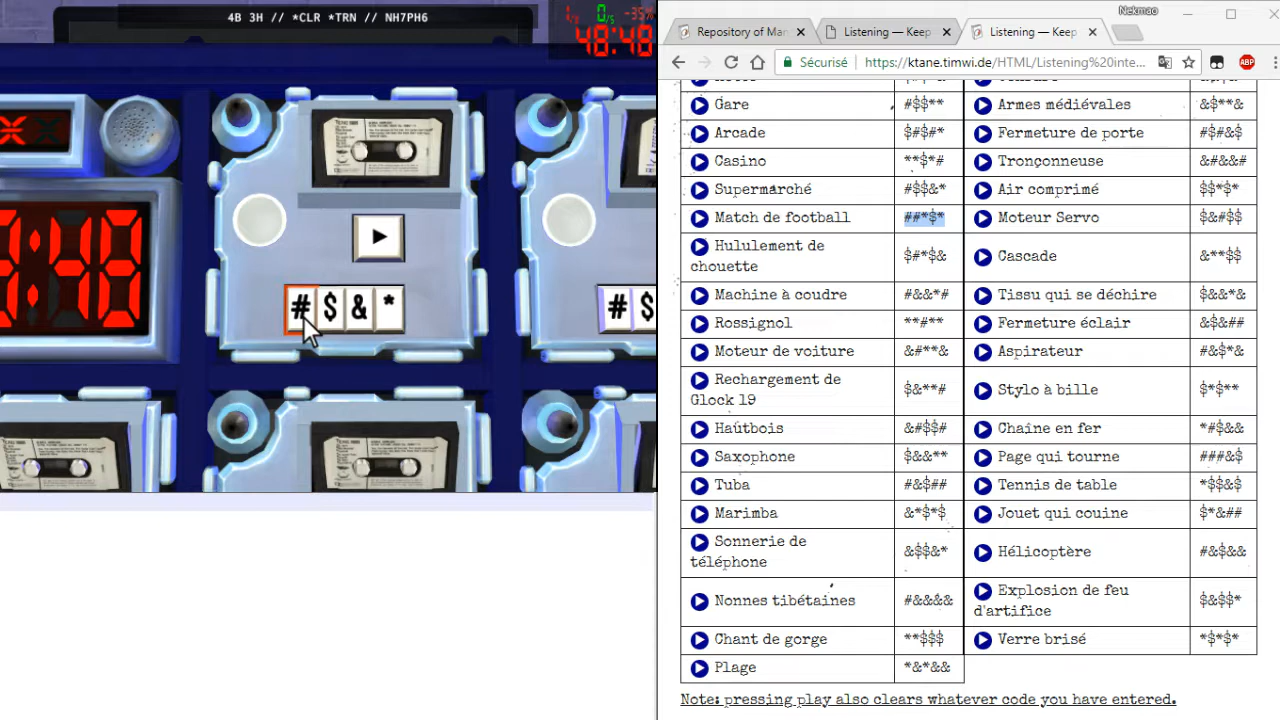 4B 3H // *CLR *TRN // NH7PH6
48:48
# $ & *
# $
Nekmao
Repository of Man
Listening — Keep
Listening — Keep
Sécurisé
https://ktane.timwi.de/HTML/Listening%20inte...
Gare #$$** Armes médiévales &$**&
Arcade $#$#* Fermeture de porte #$#&$
Casino **$*# Tronçonneuse &#&&#
Supermarché #$$&* Air comprimé $$*$*
Match de football ##*$* Moteur Servo $&#$$
Hululement de chouette $#*$& Cascade &**$$
Machine à coudre #&&*# Tissu qui se déchire $&&*&
Rossignol **#** Fermeture éclair &$&##
Moteur de voiture &#**& Aspirateur #&$*&
Rechargement de Glock 19 $&**# Stylo à bille $*$**
Hautbois &#$$# Chaine en fer *#$&&
Saxophone $&&** Page qui tourne ###&$
Tuba #&$## Tennis de table *$$&$
Marimba &*$*$ Jouet qui couine $*&##
Sonnerie de téléphone &$$&* Hélicoptère #&$&&
Nonnes tibétaines #&&&& Explosion de feu d'artifice $&$$*
Chant de gorge **$$$ Verre brisé *$*$*
Plage *&*&&
Note: pressing play also clears whatever code you have entered.